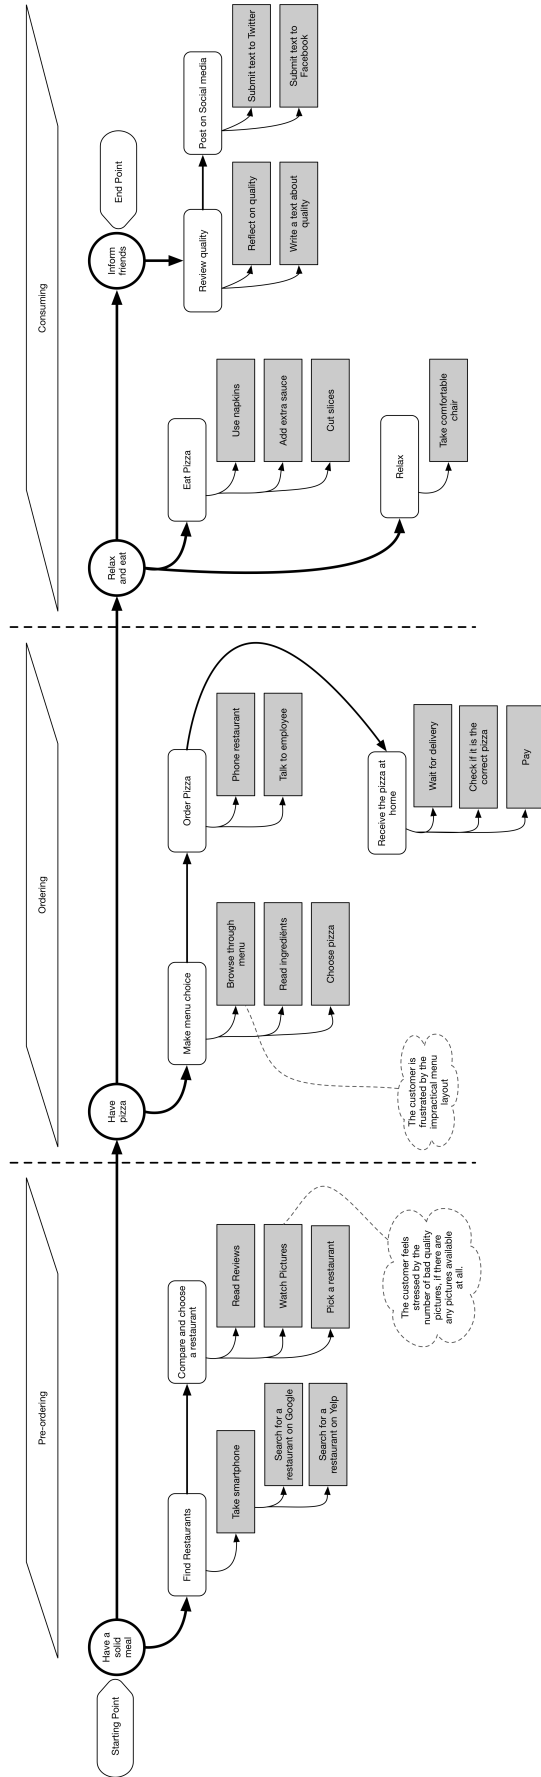 Pre-ordering
Ordering
Consuming
Starting Point
Have a
solid
meal
Have
pizza
Relax
and eat
Inform
friends
End Point
Find Restaurants
Take smartphone
Search for a
restaurant on Google
Search for a
restaurant on Yelp
Compare and choose
a restaurant
Read Reviews
Watch Pictures
Pick a restaurant
The customer feels
stressed by the
number of bad quality
pictures, if there are
any pictures available
at all.
Make menu choice
Browse through
menu
Read ingrediënts
Choose pizza
The customer is
frustrated by the
impractical menu
layout
Order Pizza
Phone restaurant
Talk to employee
Receive the pizza at
home
Wait for delivery
Check if it is the
correct pizza
Pay
Eat Pizza
Use napkins
Add extra sauce
Cut slices
Relax
Take comfortable
chair
Review quality
Reflect on quality
Write a text about
quality
Post on Social media
Submit text to Twitter
Submit text to
Facebook